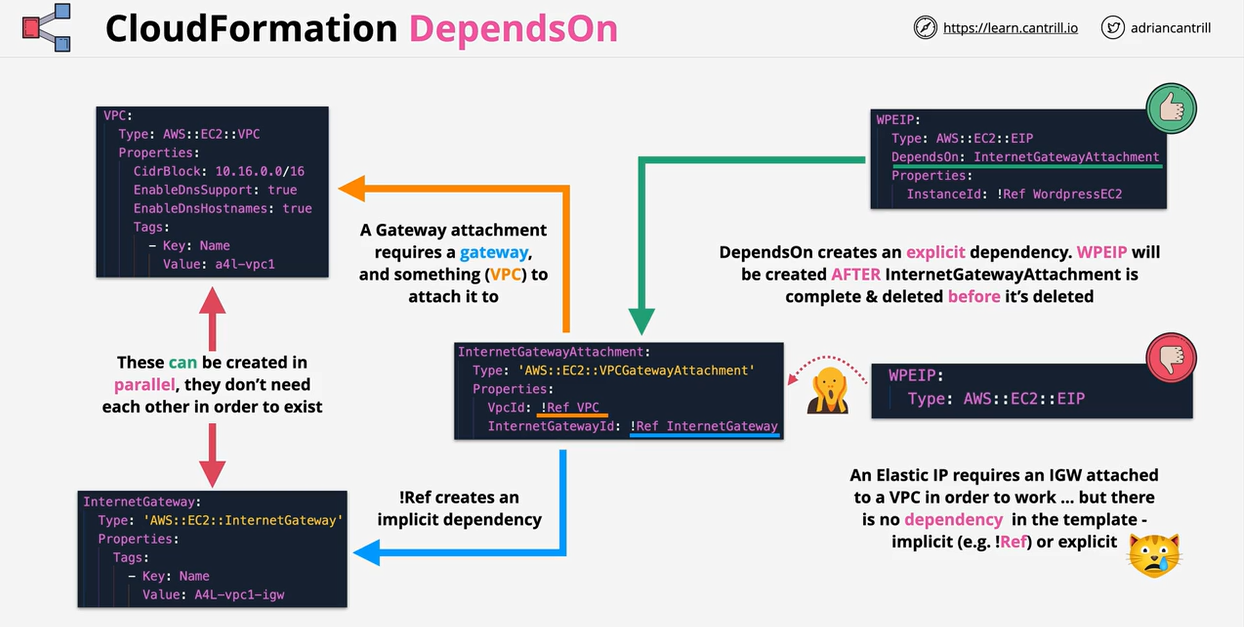 CloudFormation DependsOn
https://learn.cantrill.io
adriancantrill
VPC:
Type: AWS::EC2::VPC
Properties:
CidrBlock: 10.16.0.0/16
EnableDnsSupport: true
EnableDnsHostnames: true
Tags:
- Key: Name
Value: a4l-vpc1
A Gateway attachment
requires a gateway,
and something (VPC) to
attach it to
WPEIP:
Type: AWS::EC2::EIP
DependsOn: InternetGatewayAttachment
Properties:
InstanceId: !Ref WordpressEC2
DependsOn creates an explicit dependency. WPEIP will
be created AFTER InternetGatewayAttachment is
complete & deleted before it's deleted
These can be created in
parallel, they don't need
each other in order to exist
InternetGatewayAttachment:
Type: 'AWS::EC2::VPCGatewayAttachment'
Properties:
VpcId: !Ref VPC
InternetGatewayId: !Ref InternetGateway
WPEIP:
Type: AWS::EC2::EIP
InternetGateway:
Type: 'AWS::EC2::InternetGateway'
Properties:
Tags:
- Key: Name
Value: A4L-vpc1-igw
!Ref creates an
implicit dependency
An Elastic IP requires an IGW attached
to a VPC in order to work ... but there
is no dependency in the template -
implicit (e.g. !Ref) or explicit